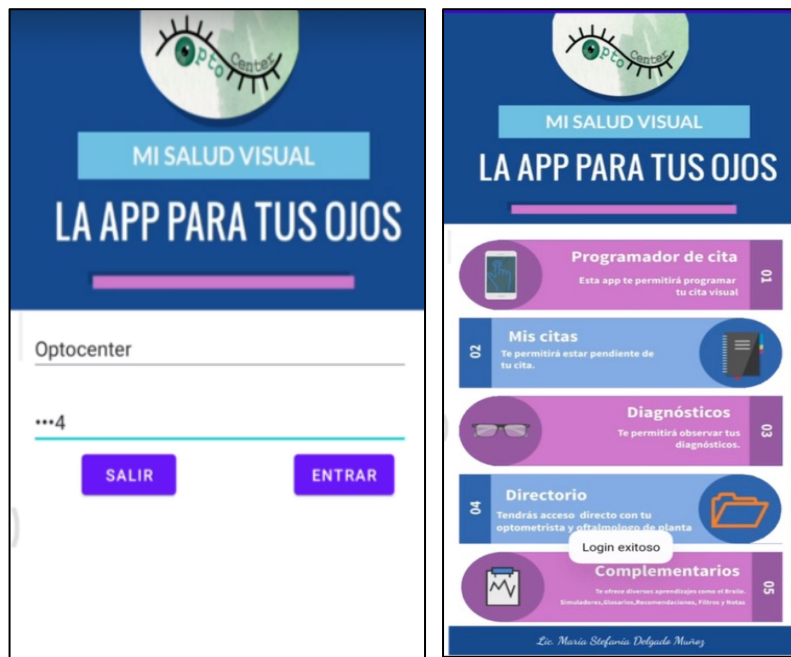 Opto Center
MI SALUD VISUAL
LA APP PARA TUS OJOS
Optocenter
•••4
SALIR
ENTRAR
Opto Center
MI SALUD VISUAL
LA APP PARA TUS OJOS
Programador de cita
Esta app te permitirá programar
tu cita visual
01
02
Mis citas
Te permitirá estar pendiente de
tu cita.
Diagnósticos
Te permitirá observar tus
diagnósticos.
03
04
Directorio
Tendrás acceso directo con tu
optometrista y oftalmologo de planta
Login exitoso
Complementarios
Te ofrece diversos aprendizajes como el Braile.
Simuladores,Glosarios,Recomendaciones, Filtros y Notas
05
Lic. María Stefanía Delgado Muñoz